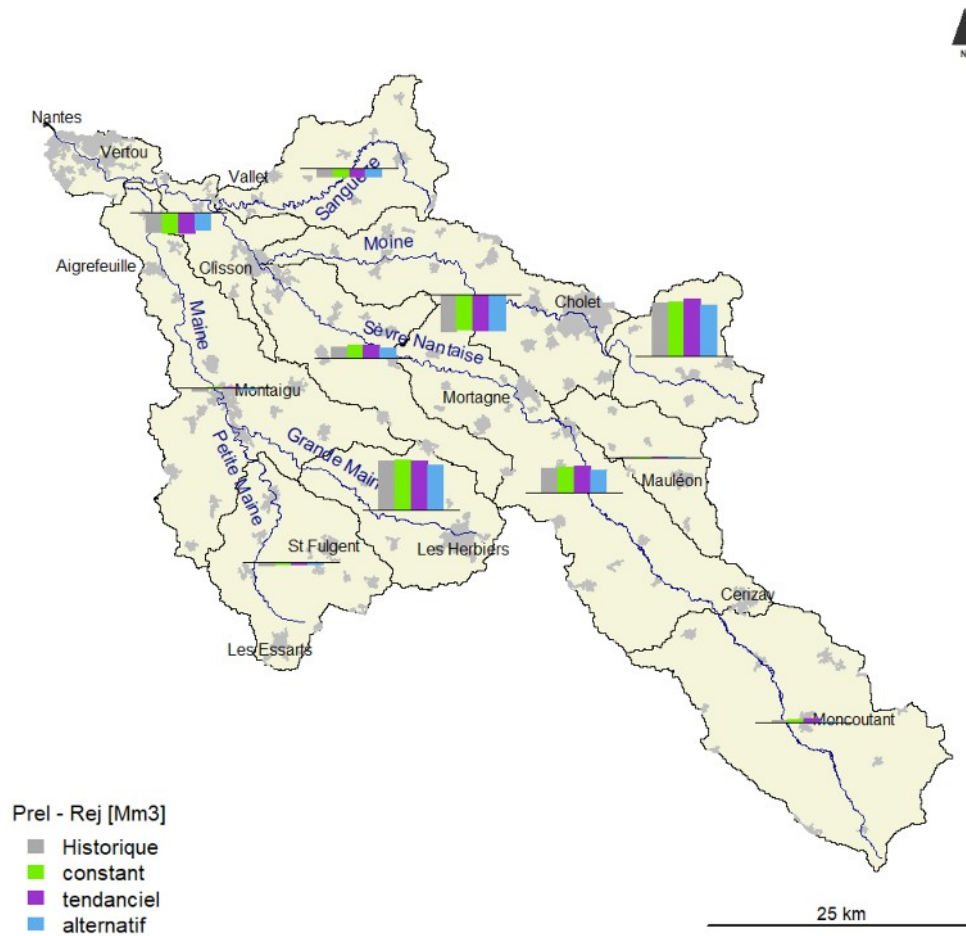 N
Nantes
Vertou
Vallet
Sanguèze
Aigrefeuille
Clisson
Moine
Cholet
Maine
Sèvre Nantaise
Mortagne
Montaigu
Petite Maine
Grande Main
Mauléon
St Fulgent
Les Herbiers
Les Essarts
Cerizay
Moncoutant
Prel - Rej [Mm3]
Historique
constant
tendanciel
alternatif
25 km